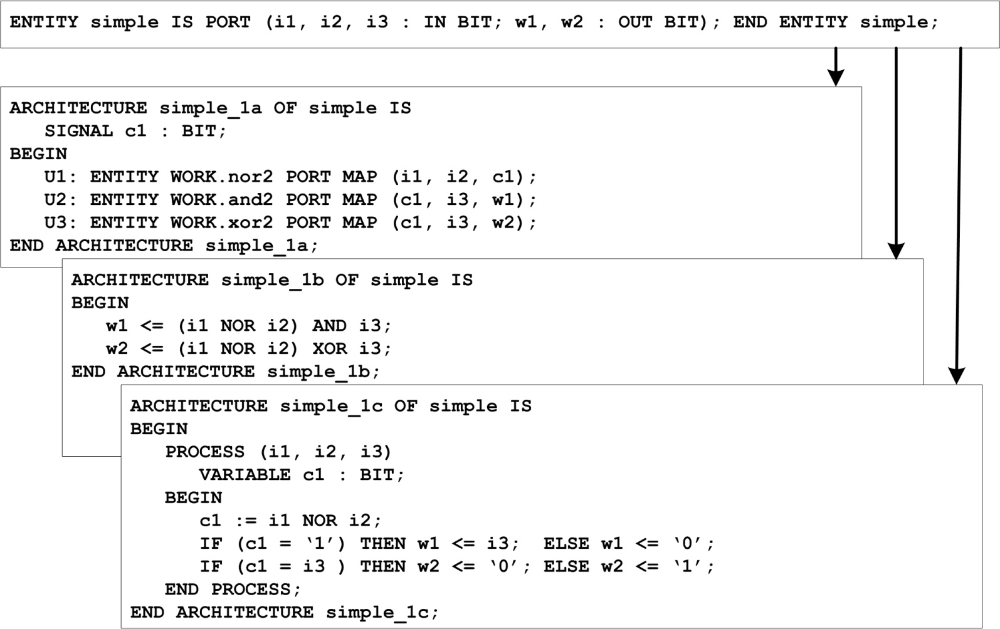 ENTITY simple IS PORT (i1, i2, i3 : IN BIT; w1, w2 : OUT BIT); END ENTITY simple;
ARCHITECTURE simple_1a OF simple IS
SIGNAL c1 : BIT;
BEGIN
U1: ENTITY WORK.nor2 PORT MAP (i1, i2, c1);
U2: ENTITY WORK.and2 PORT MAP (c1, i3, w1);
U3: ENTITY WORK.xor2 PORT MAP (c1, i3, w2);
END ARCHITECTURE simple_1a;
ARCHITECTURE simple_1b OF simple IS
BEGIN
w1 <= (i1 NOR i2) AND i3;
w2 <= (i1 NOR i2) XOR i3;
END ARCHITECTURE simple_1b;
ARCHITECTURE simple_1c OF simple IS
BEGIN
PROCESS (i1, i2, i3)
VARIABLE c1 : BIT;
BEGIN
c1 := i1 NOR i2;
IF (c1 = ‘1’) THEN w1 <= i3;  ELSE w1 <= ‘0’;
IF (c1 = i3 ) THEN w2 <= ‘0’; ELSE w2 <= ‘1’;
END PROCESS;
END ARCHITECTURE simple_1c;